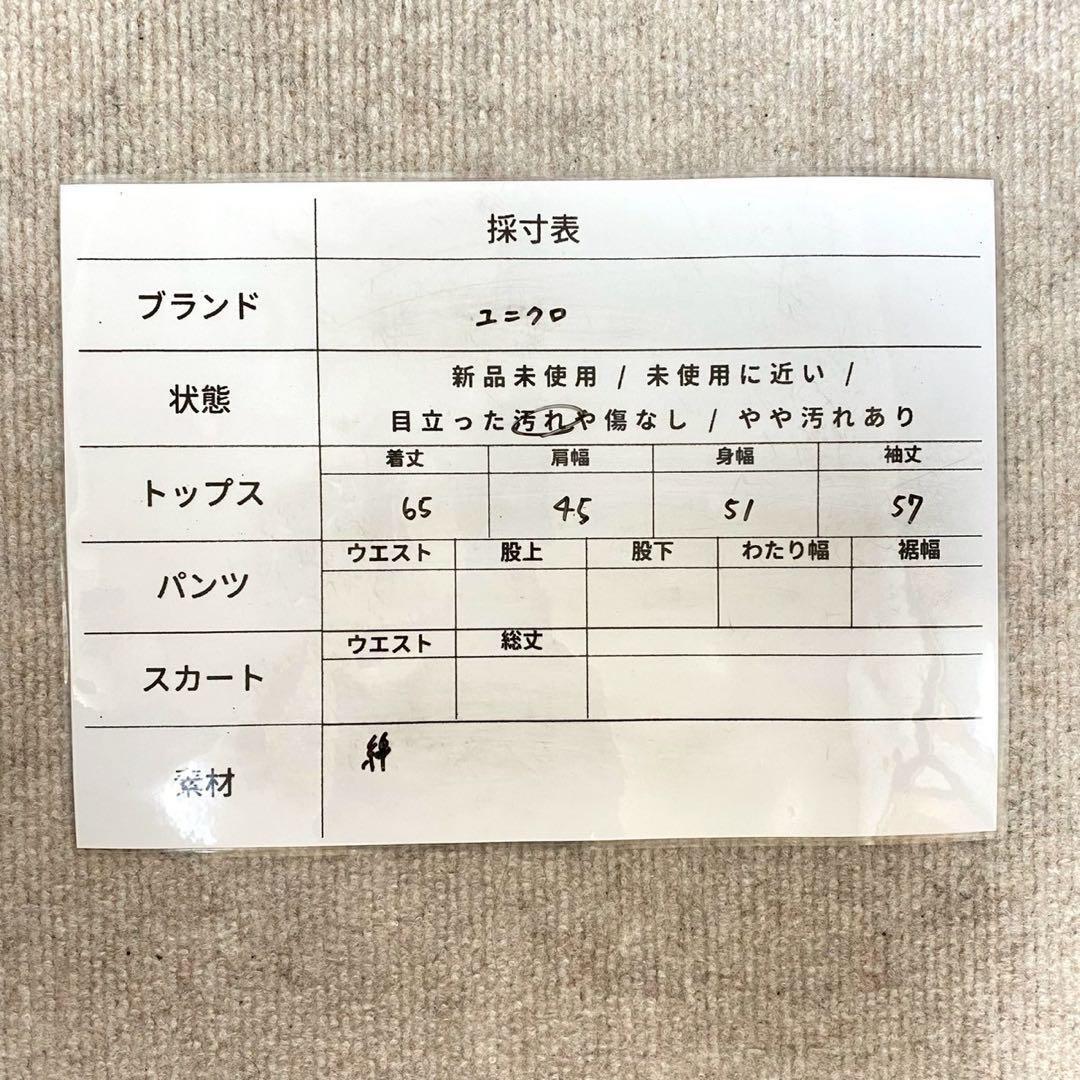 採寸表
ブランド
ユニクロ
状態
新品未使用 / 未使用に近い /
目立った汚れや傷なし / やや汚れあり
トップス
着丈 肩幅 身幅 袖丈
65 45 51 57
パンツ
ウエスト 股上 股下 わたり幅 裾幅
スカート
ウエスト 総丈
素材
綿